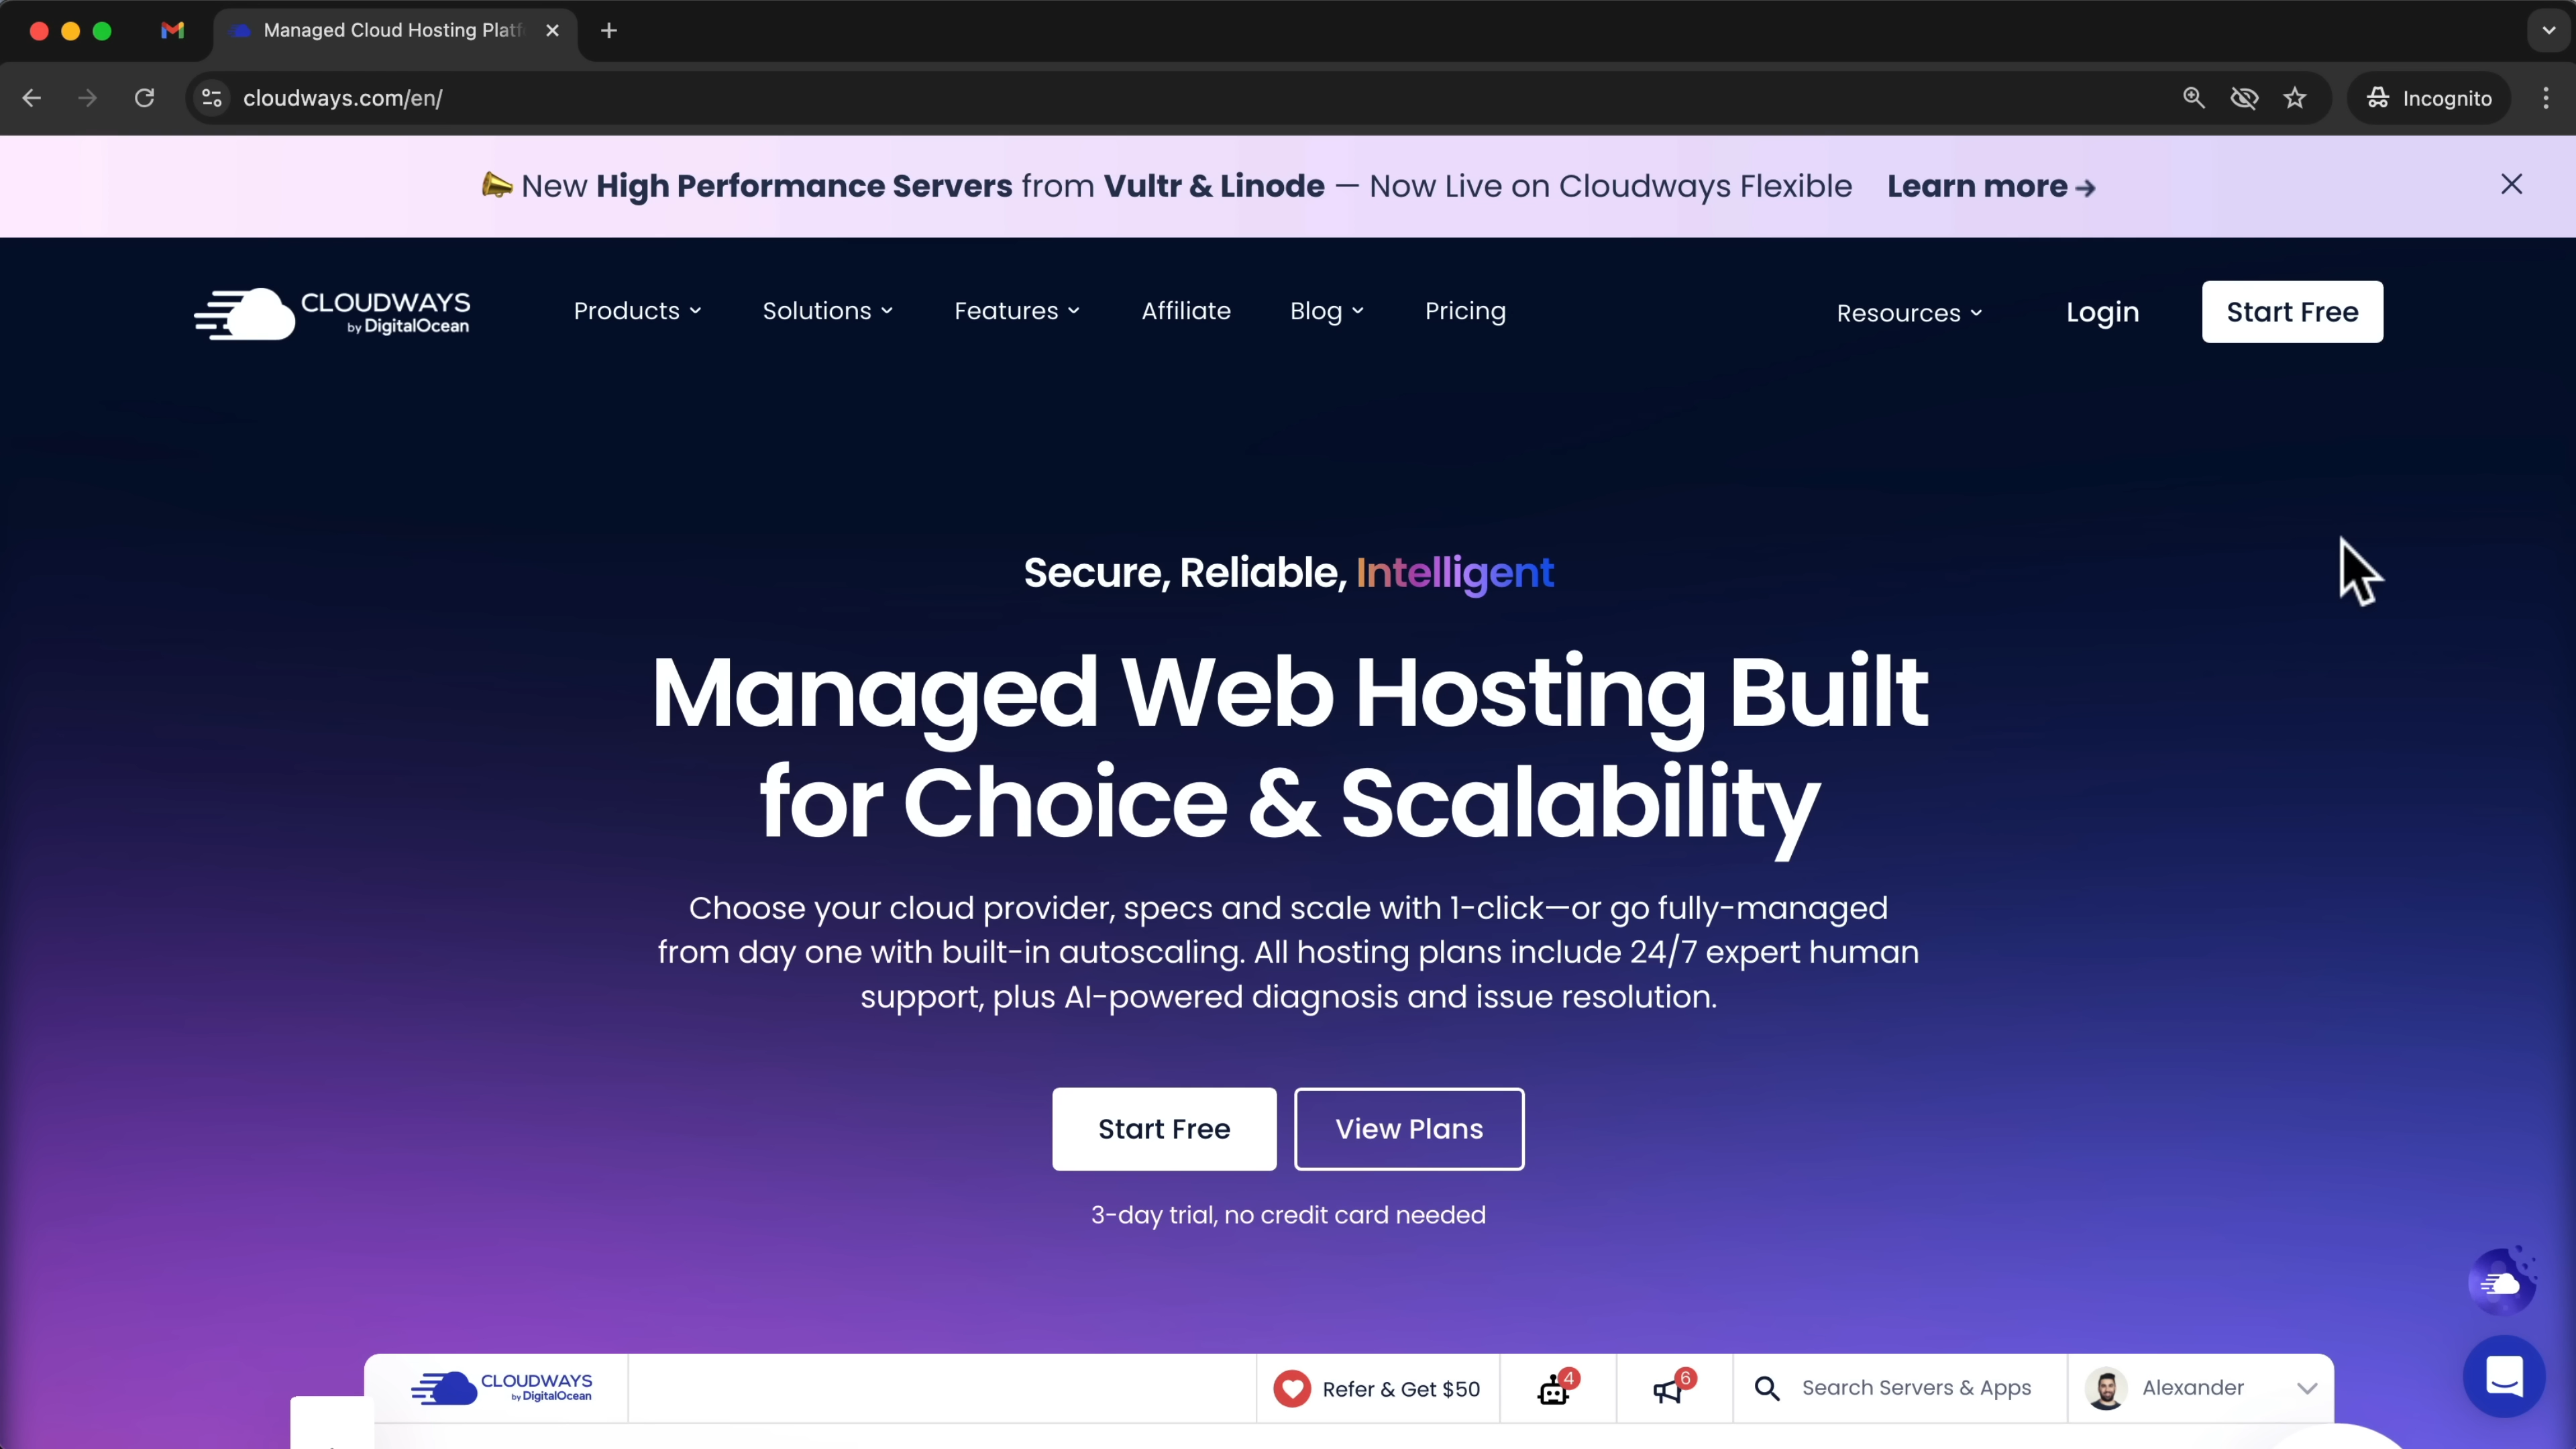 Managed Cloud Hosting Platf
cloudways.com/en/
Incognito
New High Performance Servers from Vultr & Linode — Now Live on Cloudways Flexible Learn more →
CLOUDWAYS
by DigitalOcean
Products
Solutions
Features
Affiliate
Blog
Pricing
Resources
Login
Start Free
Secure, Reliable, Intelligent
Managed Web Hosting Built
for Choice & Scalability
Choose your cloud provider, specs and scale with 1-click—or go fully-managed
from day one with built-in autoscaling. All hosting plans include 24/7 expert human
support, plus AI-powered diagnosis and issue resolution.
Start Free
View Plans
3-day trial, no credit card needed
CLOUDWAYS
by DigitalOcean
Refer & Get $50
4
6
Search Servers & Apps
Alexander